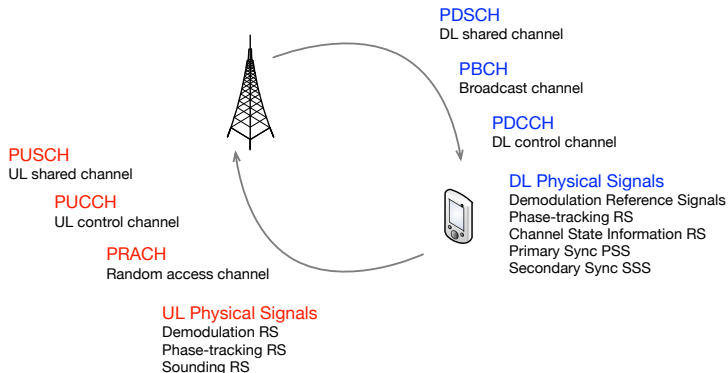 PDSCH
DL shared channel
PBCH
Broadcast channel
PDCCH
DL control channel
DL Physical Signals
Demodulation Reference Signals
Phase-tracking RS
Channel State Information RS
Primary Sync PSS
Secondary Sync SSS
PUSCH
UL shared channel
PUCCH
UL control channel
PRACH
Random access channel
UL Physical Signals
Demodulation RS
Phase-tracking RS
Sounding RS